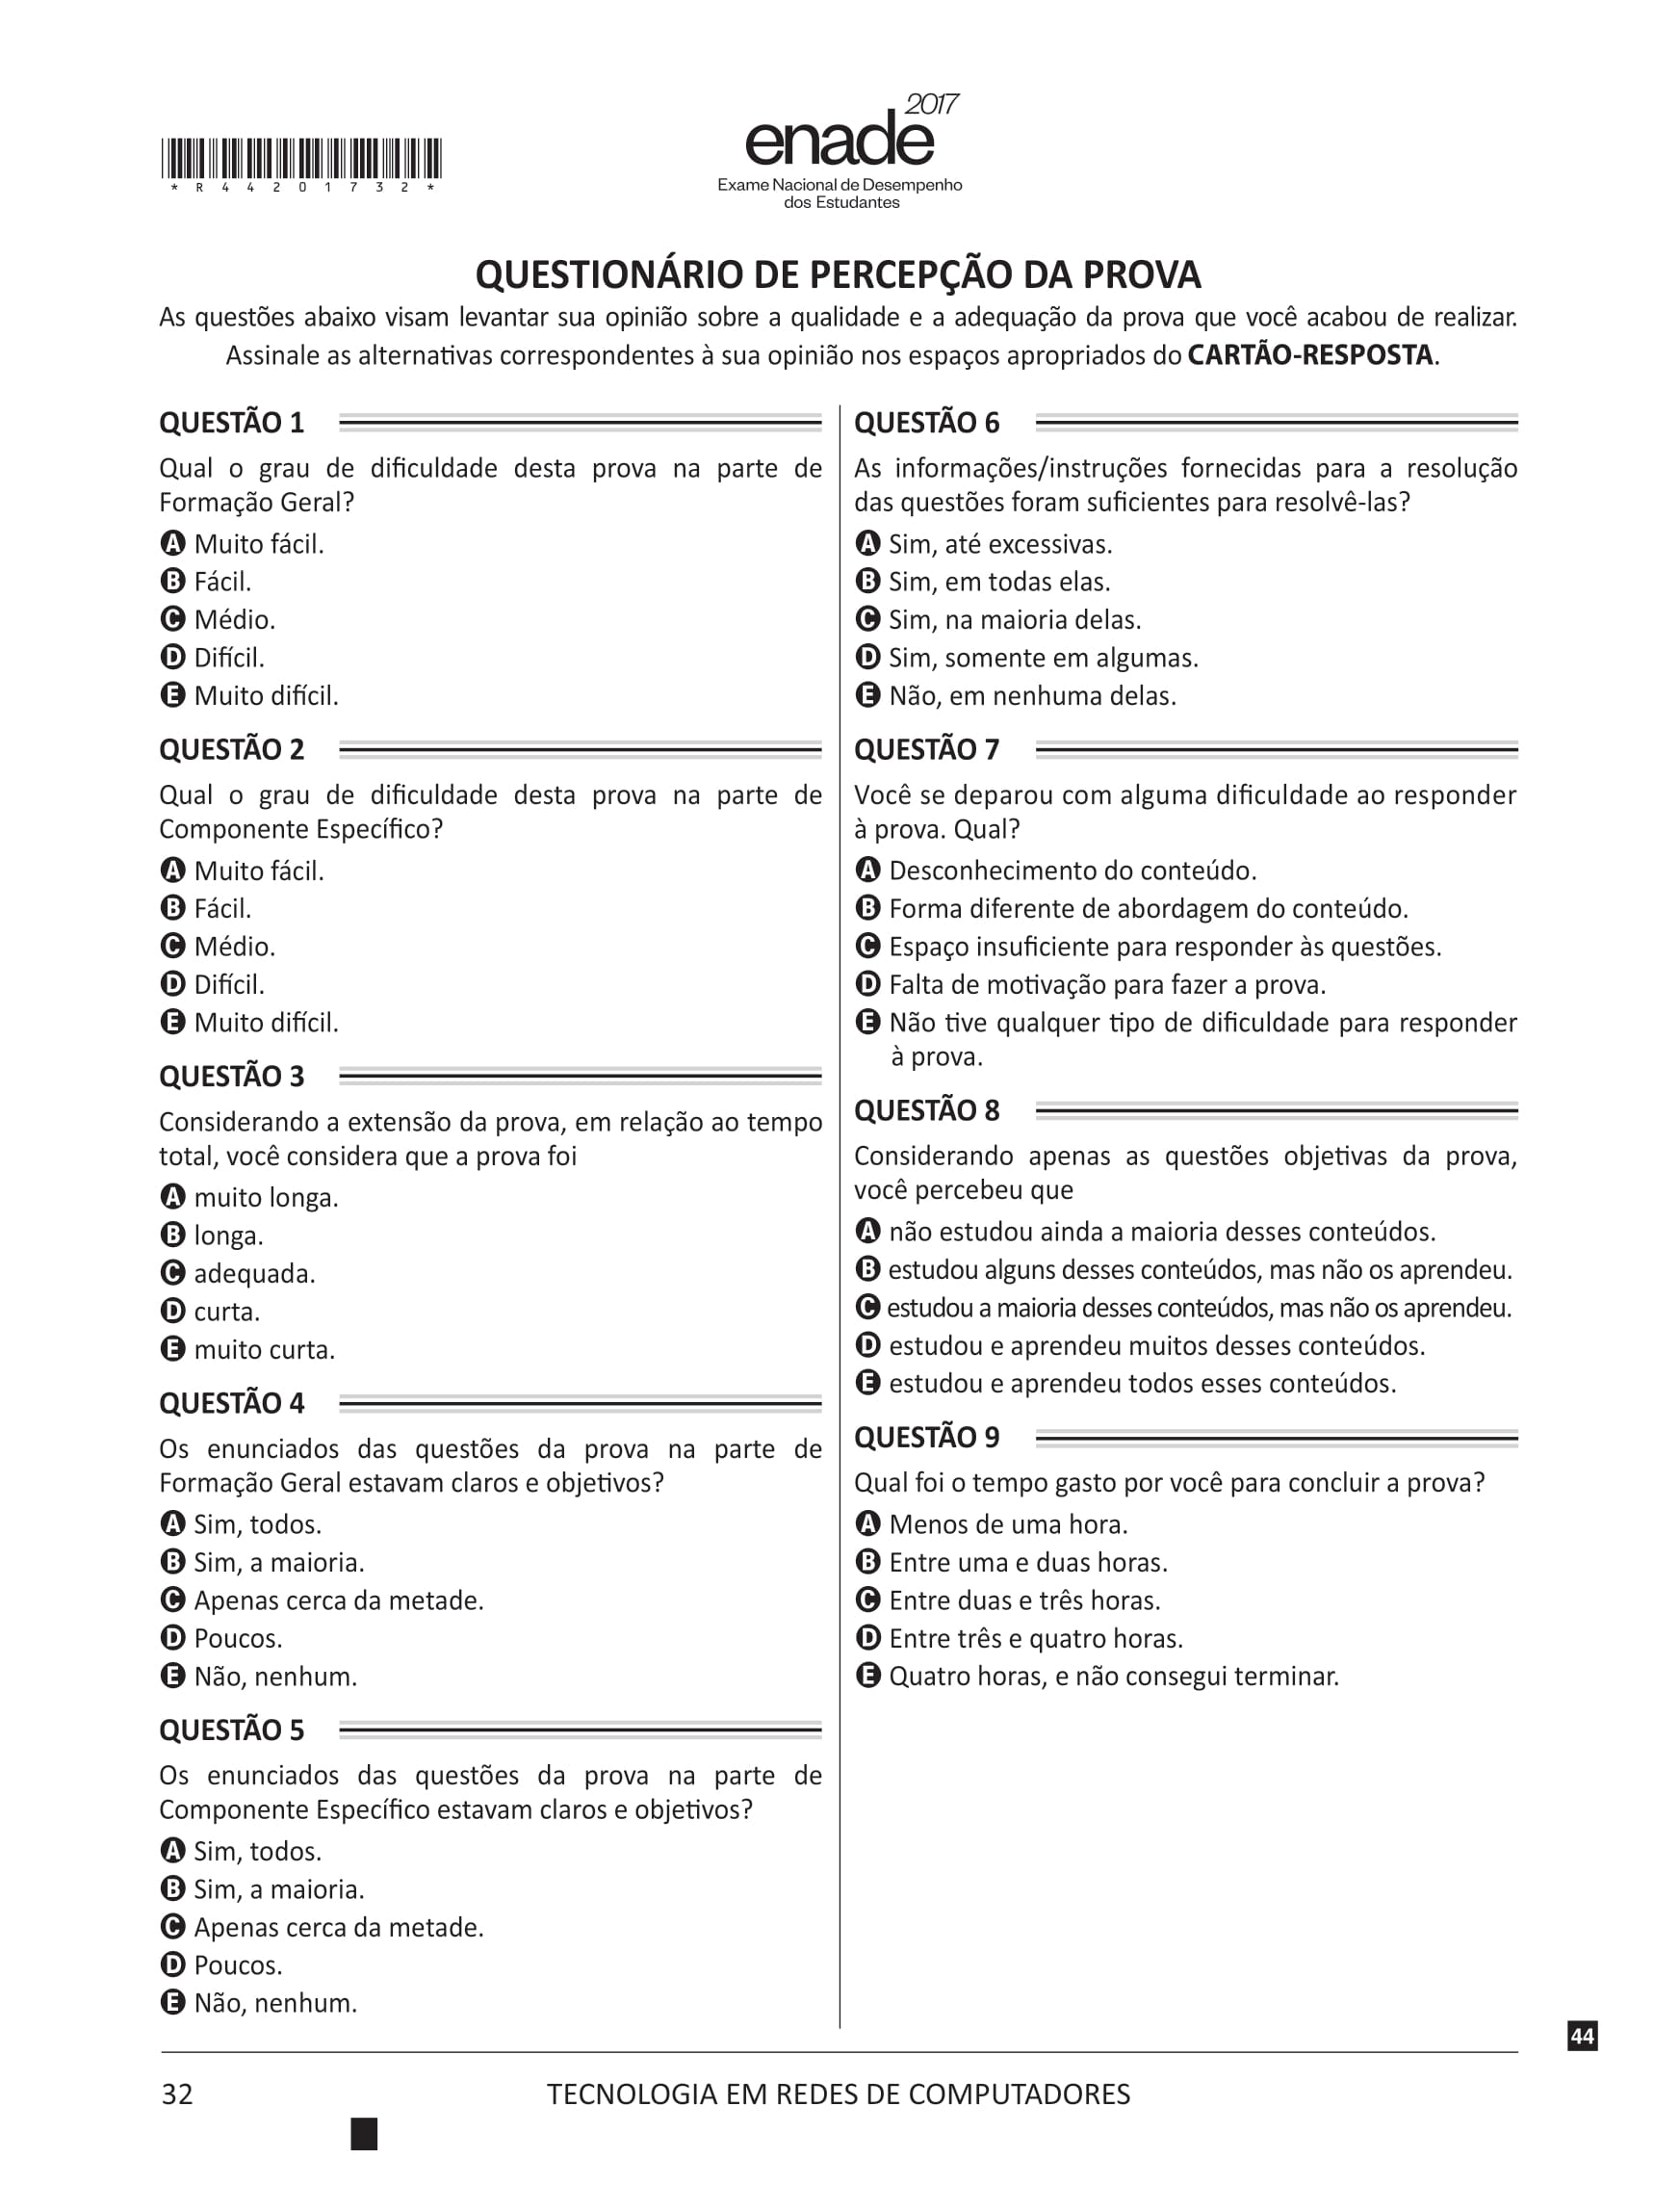 enade 2017
Exame Nacional de Desempenho
dos Estudantes
*R44201732*
QUESTIONÁRIO DE PERCEPÇÃO DA PROVA
As questões abaixo visam levantar sua opinião sobre a qualidade e a adequação da prova que você acabou de realizar.
Assinale as alternativas correspondentes à sua opinião nos espaços apropriados do CARTÃO-RESPOSTA.
QUESTÃO 1
Qual o grau de dificuldade desta prova na parte de
Formação Geral?
A Muito fácil.
B Fácil.
C Médio.
D Difícil.
E Muito difícil.
QUESTÃO 2
Qual o grau de dificuldade desta prova na parte de
Componente Específico?
A Muito fácil.
B Fácil.
C Médio.
D Difícil.
E Muito difícil.
QUESTÃO 3
Considerando a extensão da prova, em relação ao tempo
total, você considera que a prova foi
A muito longa.
B longa.
C adequada.
D curta.
E muito curta.
QUESTÃO 4
Os enunciados das questões da prova na parte de
Formação Geral estavam claros e objetivos?
A Sim, todos.
B Sim, a maioria.
C Apenas cerca da metade.
D Poucos.
E Não, nenhum.
QUESTÃO 5
Os enunciados das questões da prova na parte de
Componente Específico estavam claros e objetivos?
A Sim, todos.
B Sim, a maioria.
C Apenas cerca da metade.
D Poucos.
E Não, nenhum.
QUESTÃO 6
As informações/instruções fornecidas para a resolução
das questões foram suficientes para resolvê-las?
A Sim, até excessivas.
B Sim, em todas elas.
C Sim, na maioria delas.
D Sim, somente em algumas.
E Não, em nenhuma delas.
QUESTÃO 7
Você se deparou com alguma dificuldade ao responder
à prova. Qual?
A Desconhecimento do conteúdo.
B Forma diferente de abordagem do conteúdo.
C Espaço insuficiente para responder às questões.
D Falta de motivação para fazer a prova.
E Não tive qualquer tipo de dificuldade para responder
à prova.
QUESTÃO 8
Considerando apenas as questões objetivas da prova,
você percebeu que
A não estudou ainda a maioria desses conteúdos.
B estudou alguns desses conteúdos, mas não os aprendeu.
C estudou a maioria desses conteúdos, mas não os aprendeu.
D estudou e aprendeu muitos desses conteúdos.
E estudou e aprendeu todos esses conteúdos.
QUESTÃO 9
Qual foi o tempo gasto por você para concluir a prova?
A Menos de uma hora.
B Entre uma e duas horas.
C Entre duas e três horas.
D Entre três e quatro horas.
E Quatro horas, e não consegui terminar.
44
32
TECNOLOGIA EM REDES DE COMPUTADORES